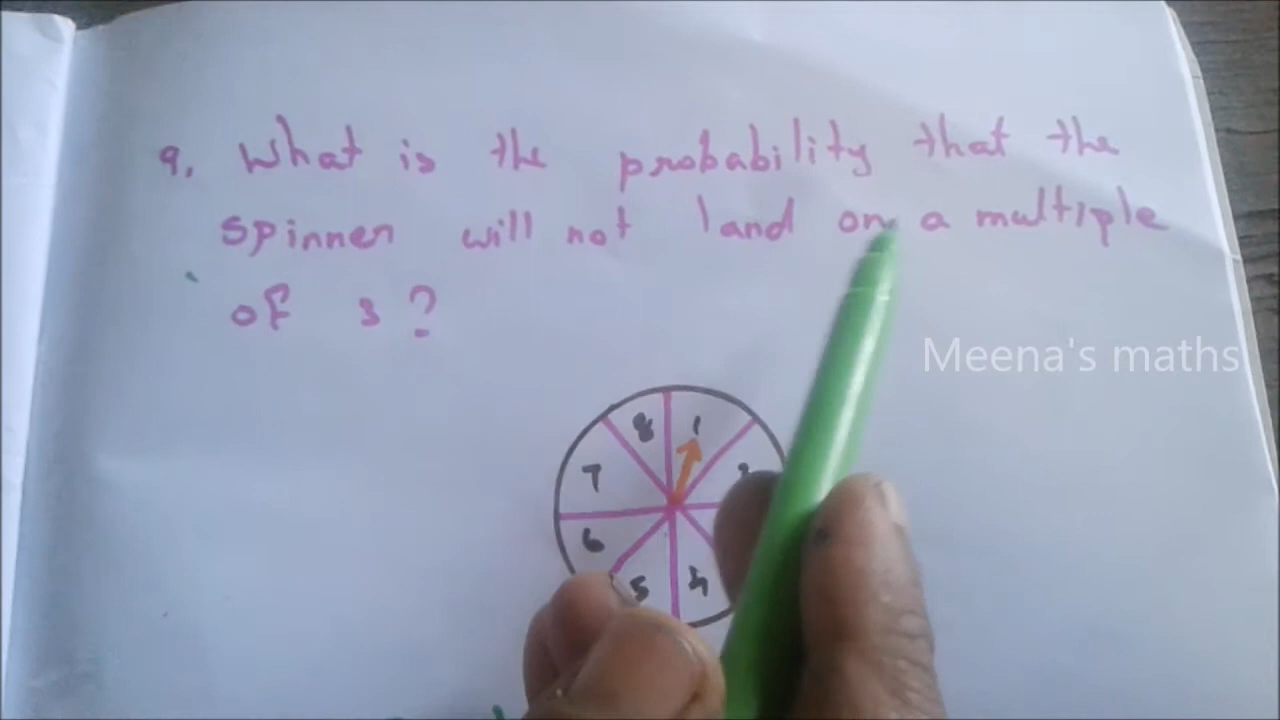 9. What is the probability that the
spinner will not land on a multiple
of 3?
Meena's maths
8 1
7 2
6
5 4